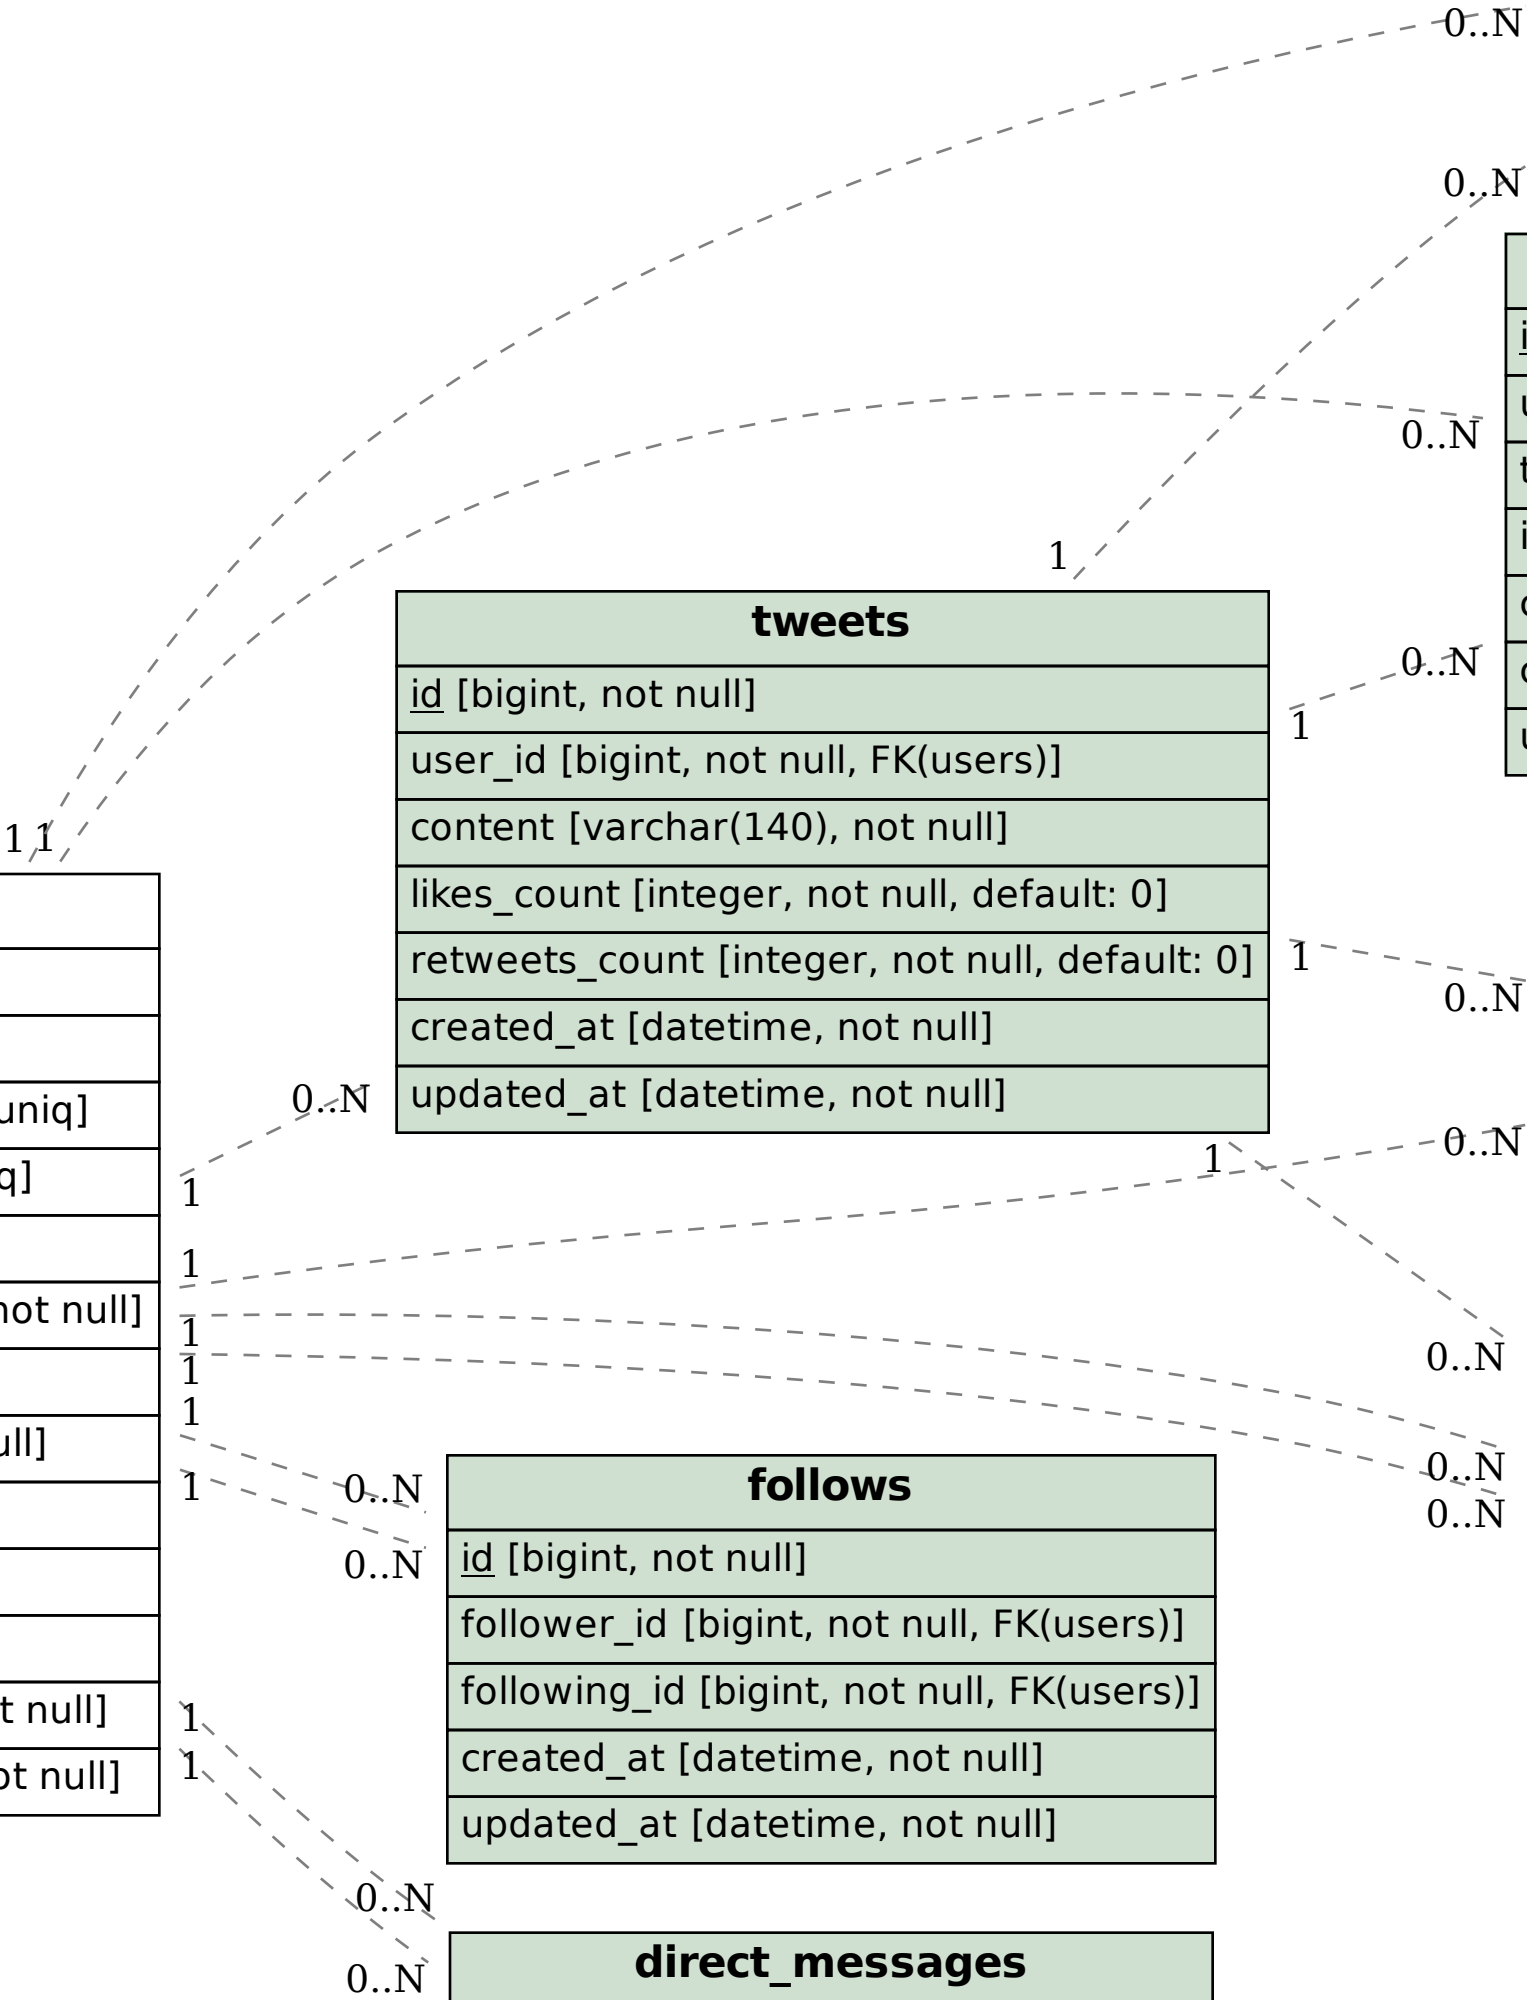 0..N
0..N
0..N
1
tweets
id [bigint, not null]
user_id [bigint, not null, FK(users)]
content [varchar(140), not null]
likes_count [integer, not null, default: 0]
retweets_count [integer, not null, default: 0]
created_at [datetime, not null]
updated_at [datetime, not null]
0..N
1
1
0..N
1
0..N
1
0..N
1 1
uniq]
q]
not null]
ull]
t null]
ot null]
0..N
1
1
1
1
1
1
0..N
0..N
0..N
0..N
0..N
follows
id [bigint, not null]
follower_id [bigint, not null, FK(users)]
following_id [bigint, not null, FK(users)]
created_at [datetime, not null]
updated_at [datetime, not null]
1
1
0..N
0..N
direct_messages